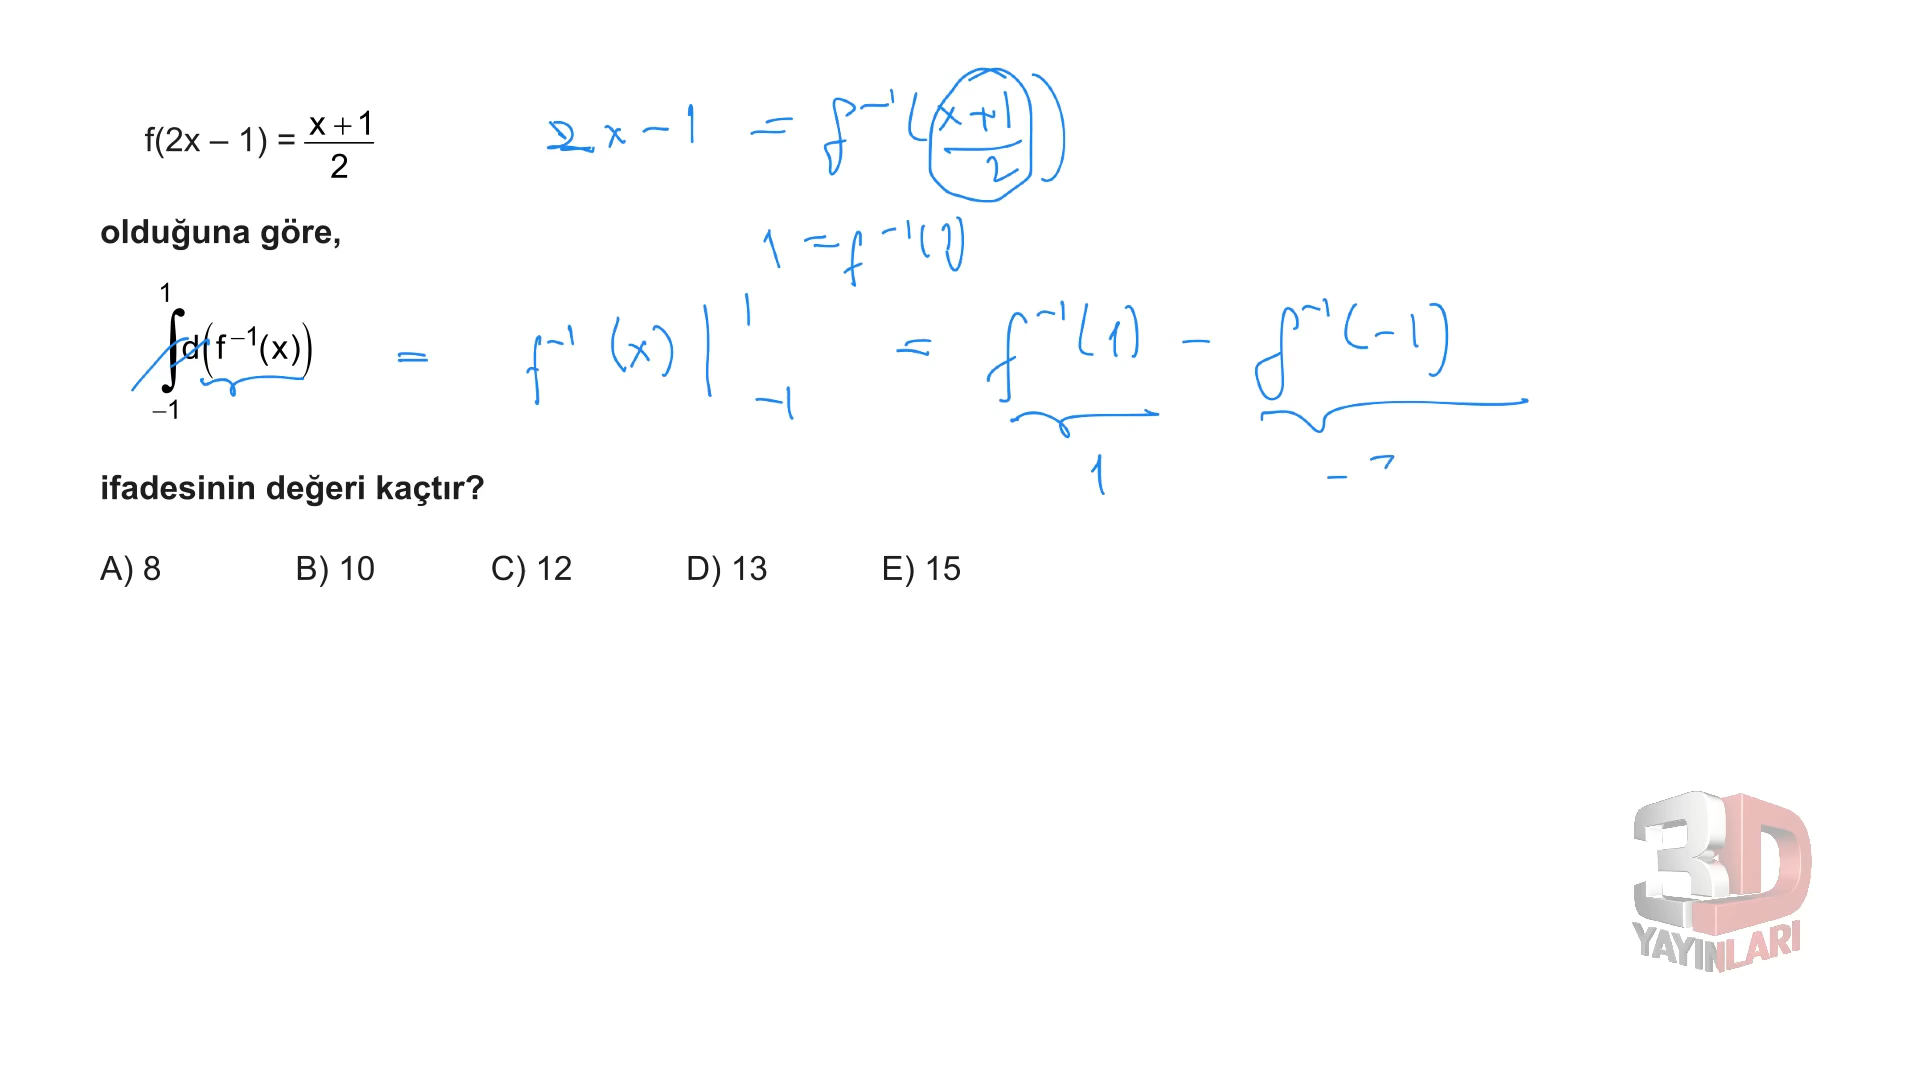 f(2x – 1) = x + 1 / 2
2x - 1 = f⁻¹(x+1 / 2)
olduğuna göre,
1 = f⁻¹(1)
∫₋₁¹ d(f⁻¹(x)) = f⁻¹(x) |₋₁¹ = f⁻¹(1) - f⁻¹(-1)
1
ifadesinin değeri kaçtır?
A) 8 B) 10 C) 12 D) 13 E) 15
3D
YAYINLARI